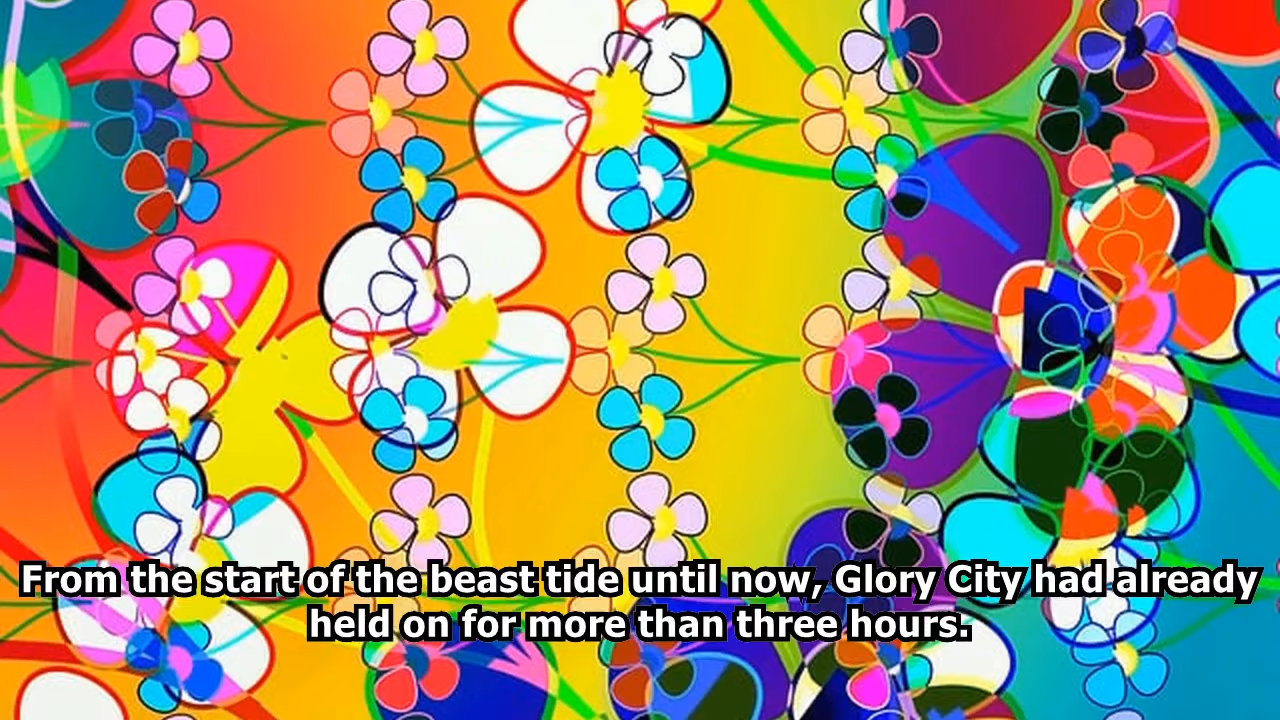 From the start of the beast tide until now, Glory City had already
held on for more than three hours.